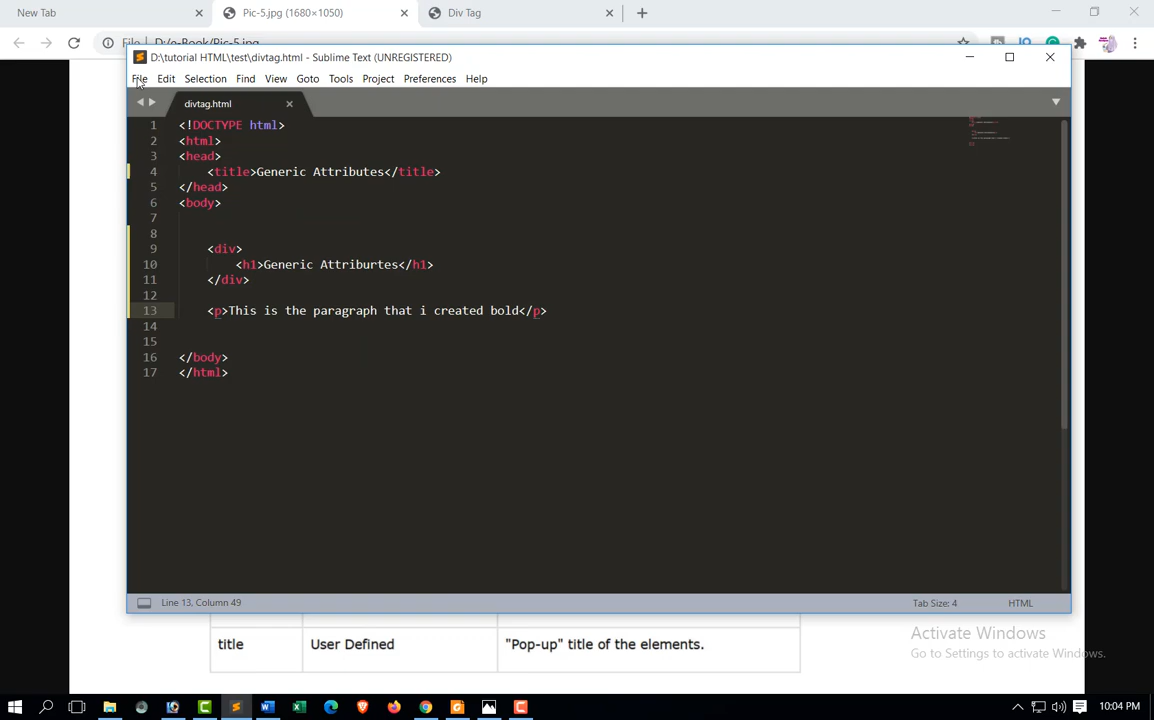 New Tab
Pic-5.jpg (1680×1050)
Div Tag
File D:/e-Book/Pic-5.jpg
D:\tutorial HTML\test\divtag.html - Sublime Text (UNREGISTERED)
File Edit Selection Find View Goto Tools Project Preferences Help
divtag.html
1 <!DOCTYPE html>
2 <html>
3 <head>
4 <title>Generic Attributes</title>
5 </head>
6 <body>
7
8
9 <div>
10 <h1>Generic Attriburtes</h1>
11 </div>
12
13 <p>This is the paragraph that i created bold</p>
14
15
16 </body>
17 </html>
Line 13, Column 49
Tab Size: 4
HTML
title User Defined "Pop-up" title of the elements.
Activate Windows
Go to Settings to activate Windows.
10:04 PM